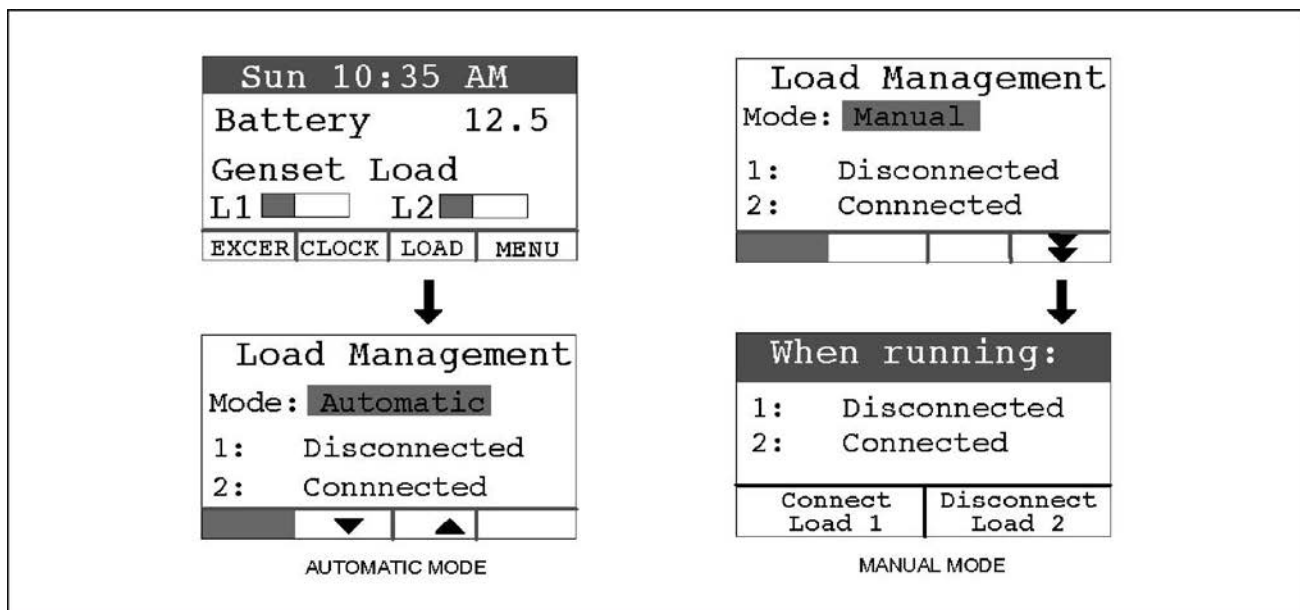 Sun 10:35 AM
Battery 12.5
Genset Load
L1 L2
EXCER CLOCK LOAD MENU
Load Management
Mode: Automatic
1: Disconnected
2: Connnected
AUTOMATIC MODE
Load Management
Mode: Manual
1: Disconnected
2: Connnected
When running:
1: Disconnected
2: Connected
Connect Disconnect
Load 1 Load 2
MANUAL MODE